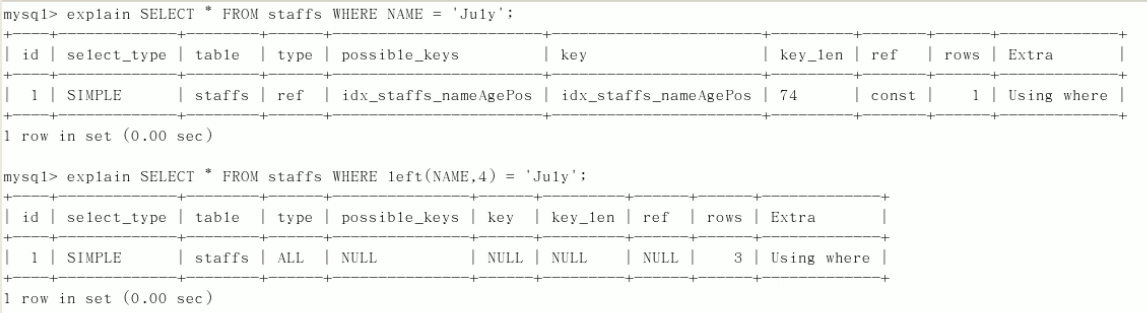 mysql> explain SELECT * FROM staffs WHERE NAME = 'July';
+----+-------------+--------+------+-----------------------+-----------------------+---------+-------+------+-------------+
| id | select_type | table | type | possible_keys | key | key_len | ref | rows | Extra |
+----+-------------+--------+------+-----------------------+-----------------------+---------+-------+------+-------------+
| 1 | SIMPLE | staffs | ref | idx_staffs_nameAgePos | idx_staffs_nameAgePos | 74 | const | 1 | Using where |
+----+-------------+--------+------+-----------------------+-----------------------+---------+-------+------+-------------+
1 row in set (0.00 sec)
mysql> explain SELECT * FROM staffs WHERE left(NAME,4) = 'July';
+----+-------------+--------+------+---------------+------+---------+------+------+-------------+
| id | select_type | table | type | possible_keys | key | key_len | ref | rows | Extra |
+----+-------------+--------+------+---------------+------+---------+------+------+-------------+
| 1 | SIMPLE | staffs | ALL | NULL | NULL | NULL | NULL | 3 | Using where |
+----+-------------+--------+------+---------------+------+---------+------+------+-------------+
1 row in set (0.00 sec)